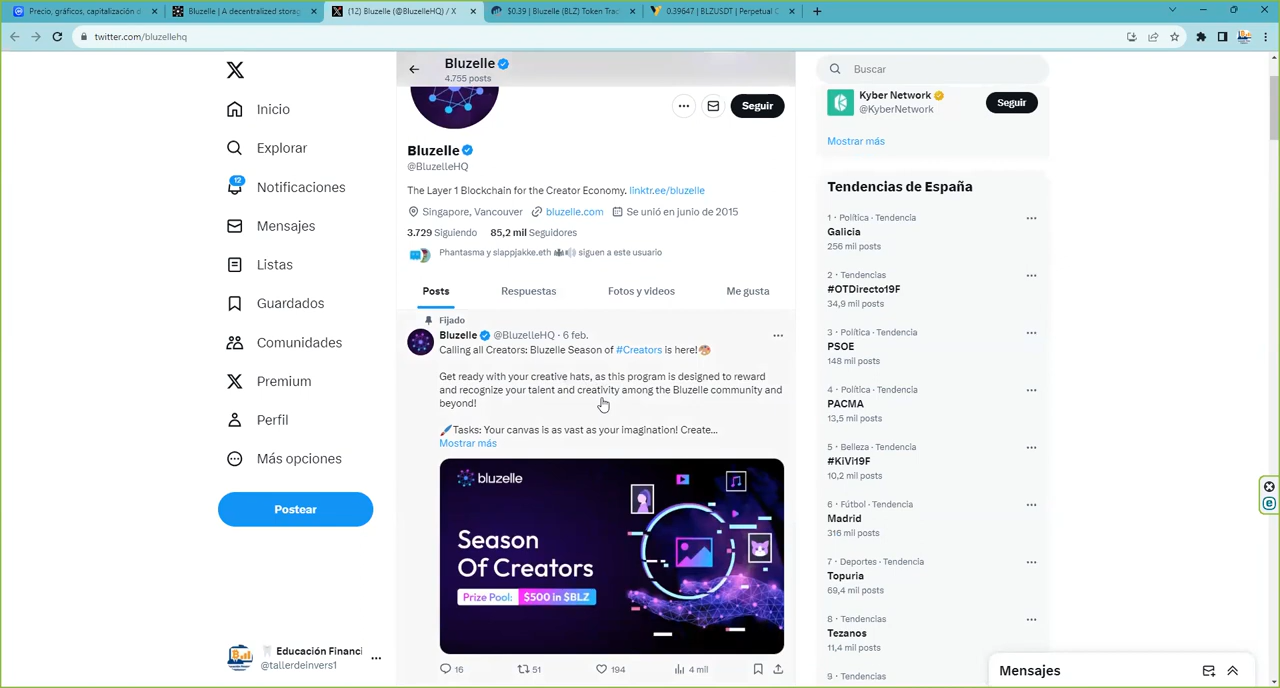 Precio, gráficos, capitalización d
Bluzelle | A decentralized storag
(12) Bluzelle (@BluzelleHQ) / X
$0.39 | Bluzelle (BLZ) Token Trac
0.39647 | BLZUSDT | Perpetual C
twitter.com/bluzellehq
Inicio
Explorar
12
Notificaciones
Mensajes
Listas
Guardados
Comunidades
Premium
Perfil
Más opciones
Postear
Educación Financi
@tallerdeinvers1
Bluzelle
4.755 posts
Seguir
Bluzelle
@BluzelleHQ
The Layer 1 Blockchain for the Creator Economy. linktr.ee/bluzelle
Singapore, Vancouver bluzelle.com Se unió en junio de 2015
3.729 Siguiendo 85,2 mil Seguidores
Phantasma y slappjakke.eth siguen a este usuario
Posts Respuestas Fotos y videos Me gusta
Fijado
Bluzelle @BluzelleHQ · 6 feb.
Calling all Creators: Bluzelle Season of #Creators is here!
Get ready with your creative hats, as this program is designed to reward
and recognize your talent and creativity among the Bluzelle community and
beyond!
Tasks: Your canvas is as vast as your imagination! Create...
Mostrar más
bluzelle
Season
Of Creators
Prize Pool: $500 in $BLZ
16 51 194 4 mil
Buscar
Kyber Network
@KyberNetwork
Seguir
Mostrar más
Tendencias de España
1 · Política · Tendencia
Galicia
256 mil posts
2 · Tendencias
#OTDirecto19F
34,9 mil posts
3 · Política · Tendencia
PSOE
148 mil posts
4 · Política · Tendencia
PACMA
13,5 mil posts
5 · Belleza · Tendencia
#KiVi19F
10,2 mil posts
6 · Fútbol · Tendencia
Madrid
316 mil posts
7 · Deportes · Tendencia
Topuria
69,4 mil posts
8 · Tendencias
Tezanos
11,4 mil posts
9 · Tendencias
Mensajes